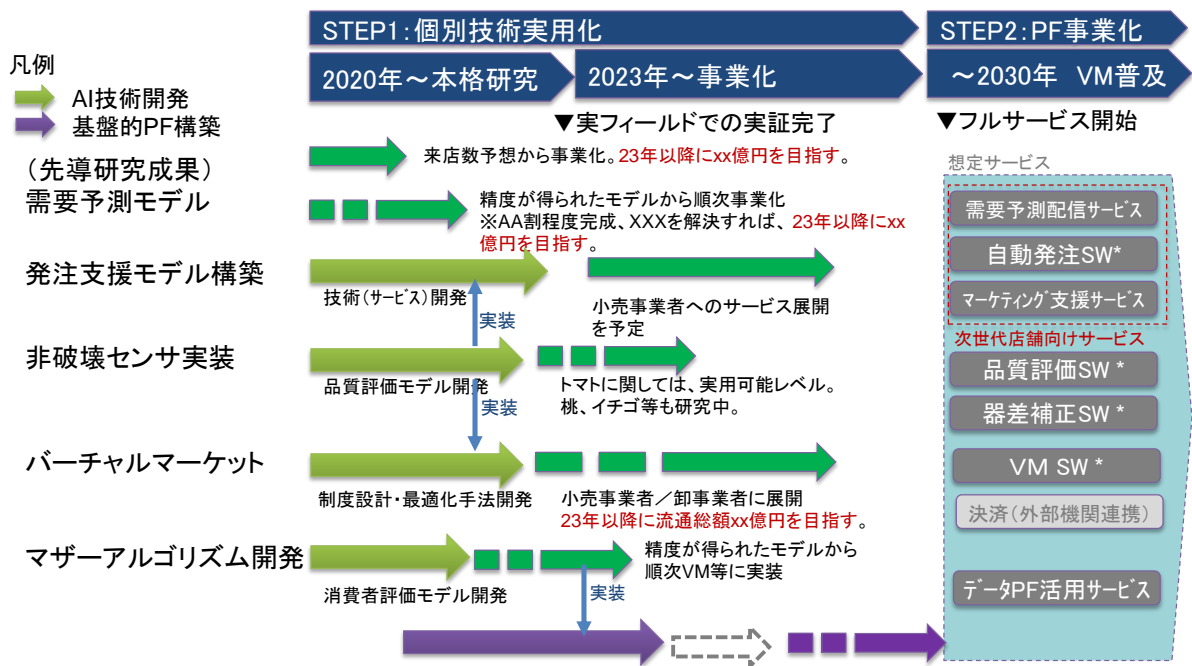 STEP1:個別技術実用化
STEP2:PF事業化
凡例
2020年～本格研究
2023年～事業化
～2030年 VM普及
AI技術開発
基盤的PF構築
▼実フィールドでの実証完了
▼フルサービス開始
(先導研究成果)
需要予測モデル
来店数予想から事業化。23年以降にxx億円を目指す。
精度が得られたモデルから順次事業化
※AA割程度完成、XXXを解決すれば、23年以降にxx
億円を目指す。
発注支援モデル構築
技術(サービス)開発
実装
小売事業者へのサービス展開
を予定
非破壊センサ実装
品質評価モデル開発
実装
トマトに関しては、実用可能レベル。
桃、イチゴ等も研究中。
バーチャルマーケット
制度設計・最適化手法開発
小売事業者／卸事業者に展開
23年以降に流通総額xx億円を目指す。
マザーアルゴリズム開発
消費者評価モデル開発
精度が得られたモデルから
順次VM等に実装
実装
想定サービス
需要予測配信サービス
自動発注SW*
マーケティング支援サービス
次世代店舗向けサービス
品質評価SW *
器差補正SW *
VM SW *
決済(外部機関連携)
データPF活用サービス